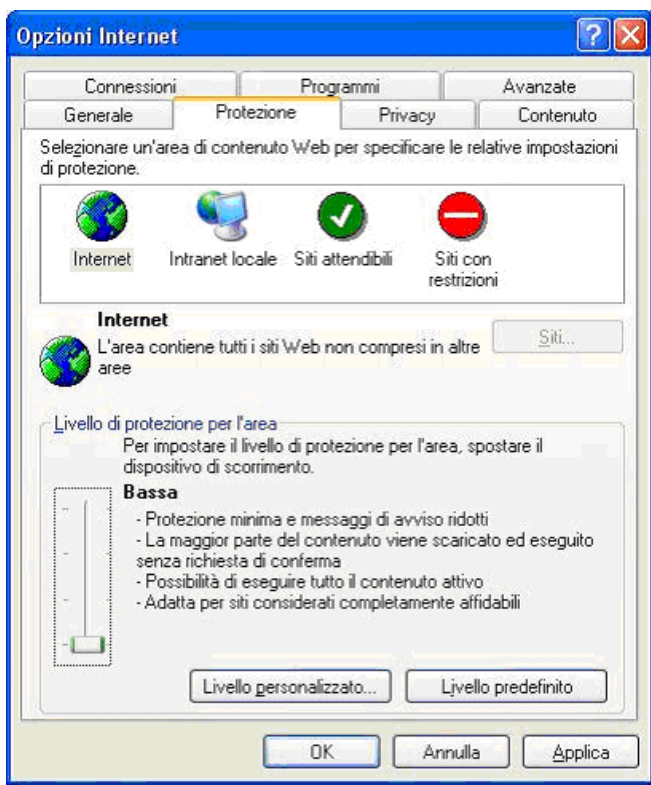 Opzioni Internet
Connessioni
Programmi
Avanzate
Generale
Protezione
Privacy
Contenuto
Selezionare un'area di contenuto Web per specificare le relative impostazioni
di protezione.
Internet
Intranet locale
Siti attendibili
Siti con
restrizioni
Internet
L'area contiene tutti i siti Web non compresi in altre
aree
Siti...
Livello di protezione per l'area
Per impostare il livello di protezione per l'area, spostare il
dispositivo di scorrimento.
Bassa
- Protezione minima e messaggi di avviso ridotti
- La maggior parte del contenuto viene scaricato ed eseguito
senza richiesta di conferma
- Possibilità di eseguire tutto il contenuto attivo
- Adatta per siti considerati completamente affidabili
Livello personalizzato...
Livello predefinito
OK
Annulla
Applica